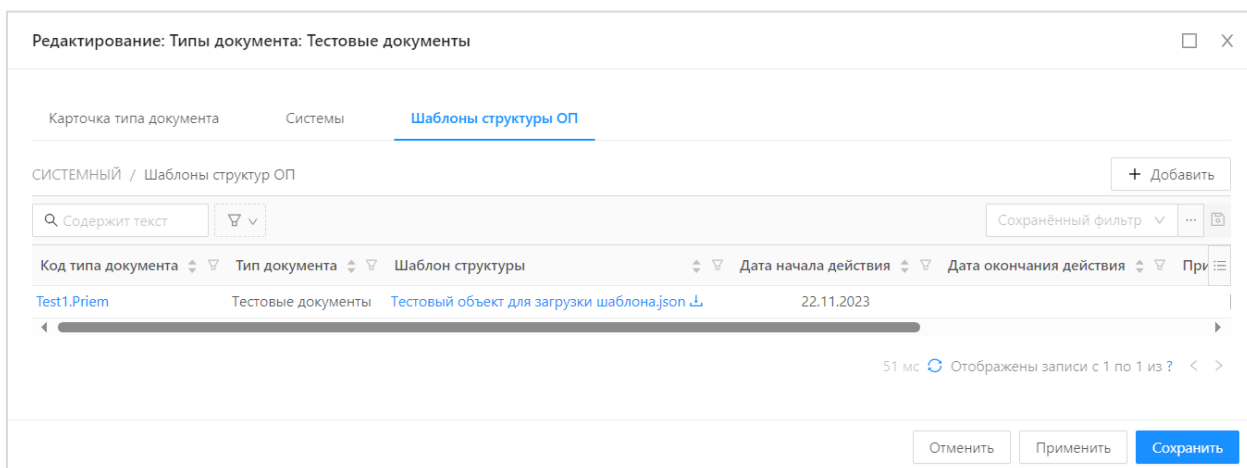 Редактирование: Типы документа: Тестовые документы
Карточка типа документа Системы Шаблоны структуры ОП
СИСТЕМНЫЙ / Шаблоны структур ОП + Добавить
Содержит текст Сохранённый фильтр ...
Код типа документа Тип документа Шаблон структуры Дата начала действия Дата окончания действия При
Test1.Priem Тестовые документы Тестовый объект для загрузки шаблона.json 22.11.2023
51 мс Отображены записи с 1 по 1 из ? < >
Отменить Применить Сохранить